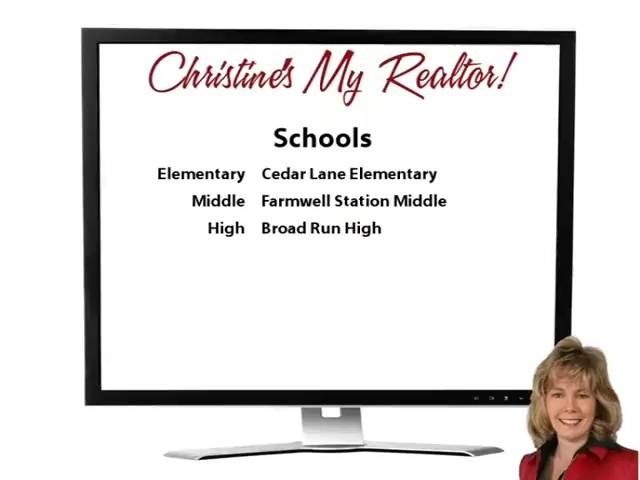 Christine's My Realtor!
Schools
Elementary Cedar Lane Elementary
Middle Farmwell Station Middle
High Broad Run High